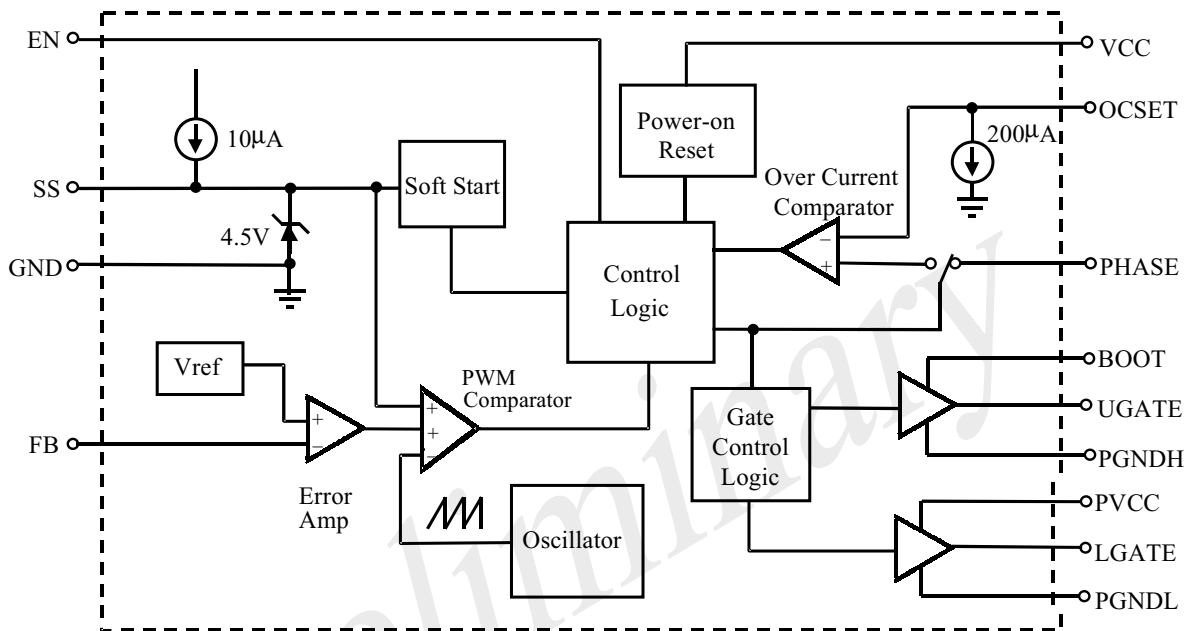 EN
VCC
OCSET
10μA
Power-on
Reset
200μA
SS
Soft Start
Over Current
Comparator
4.5V
GND
Control
Logic
−
+
PHASE
Vref
PWM
Comparator
BOOT
UGATE
PGNDH
Gate
Control
Logic
FB
+
−
+
+
−
Error
Amp
Oscillator
PVCC
LGATE
PGNDL
eliminary